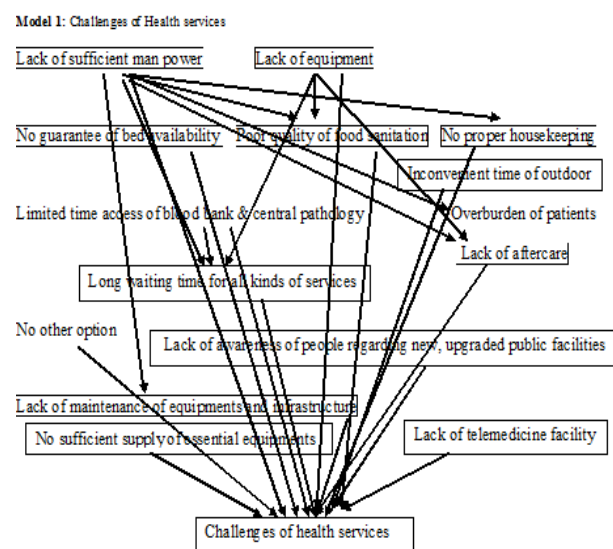 Model 1: Challenges of Health services
Lack of sufficient man power Lack of equipment
No guarantee of bed availability Poor quality of food sanitation No proper housekeeping
Inconvenient time of outdoor
Limited time access of blood bank & central pathology Overburden of patients
Lack of aftercare
Long waiting time for all kinds of services
No other option
Lack of awareness of people regarding new, upgraded public facilities
Lack of maintenance of equipments and infrastructure
No sufficient supply of essential equipments Lack of telemedicine facility
Challenges of health services